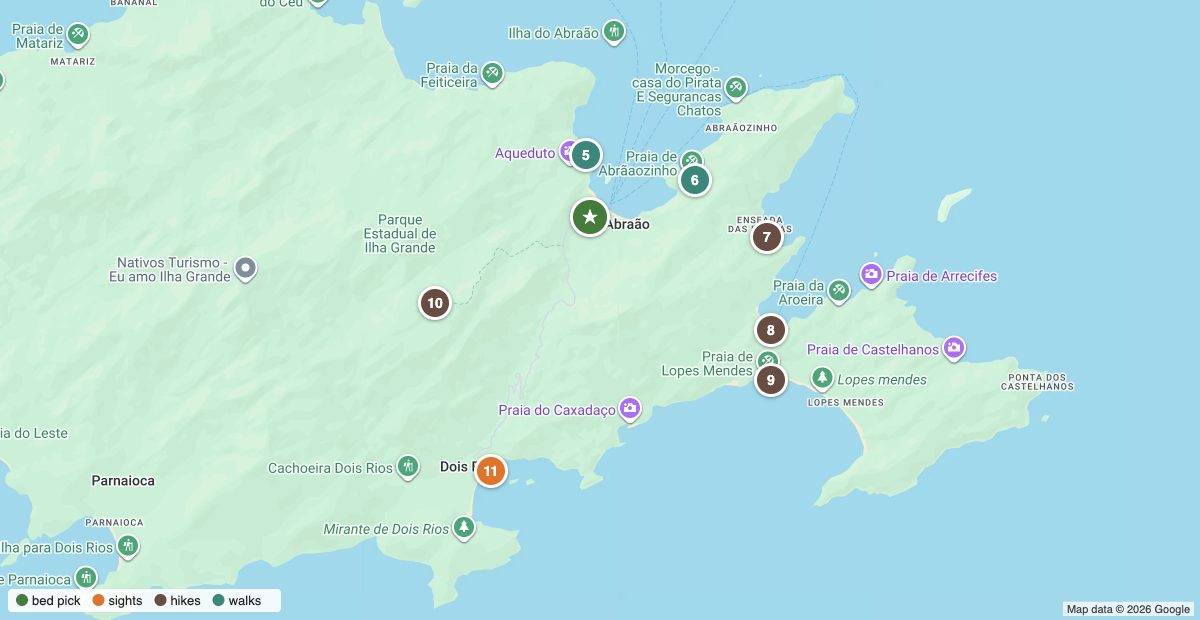 BANANAL
do Céu
Praia de
Matariz
MATARIZ
Ilha do Abraão
Praia da
Feiticeira
Morcego -
casa do Pirata
E Segurancas
Chatos
ABRAÃOZINHO
Aqueduto
5
Praia de
Abrãaozinho
6
Abraão
ENSEADA
7
Parque
Estadual de
Ilha Grande
Nativos Turismo -
Eu amo Ilha Grande
10
Praia de Arrecifes
Praia da
Aroeira
8
Praia de
Lopes Mendes
9
Praia de Castelhanos
Lopes mendes
LOPES MENDES
PONTA DOS
CASTELHANOS
Praia do Caxadaço
ia do Leste
Parnaioca
Cachoeira Dois Rios
Dois
11
PARNAIOCA
Mirante de Dois Rios
lha para Dois Rios
e Parnaioca
bed pick
sights
hikes
walks
Map data © 2026 Google